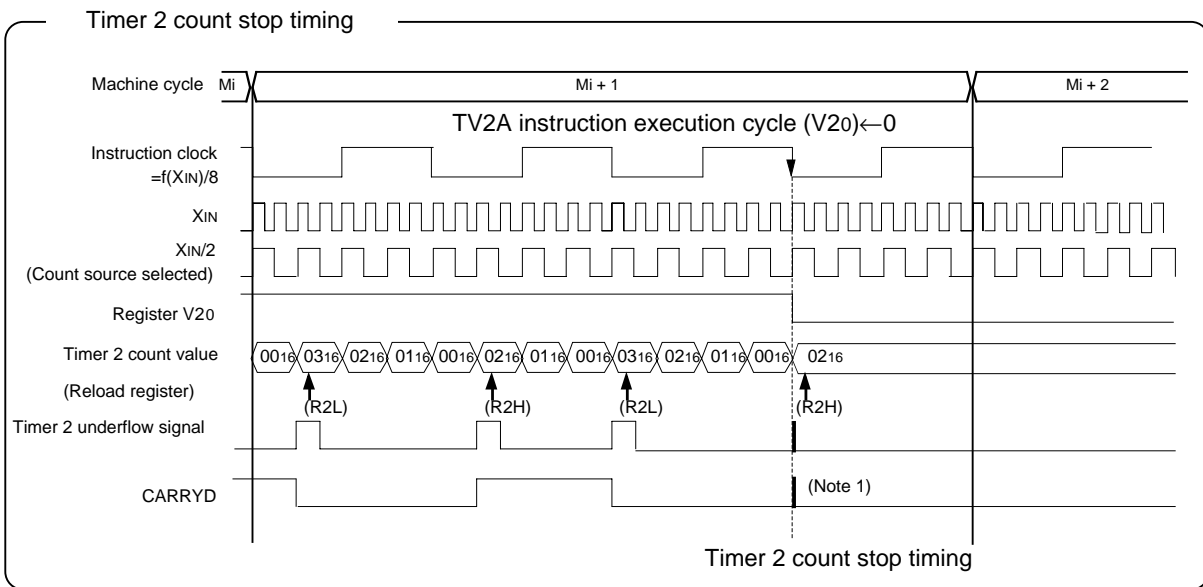 Timer 2 count stop timing
Machine cycle Mi Mi + 1 Mi + 2
TV2A instruction execution cycle (V20)←0
Instruction clock
=f(XIN)/8
XIN
XIN/2
(Count source selected)
Register V20
Timer 2 count value 0016 0316 0216 0116 0016 0216 0116 0016 0316 0216 0116 0016 0216
(Reload register)
(R2L) (R2H) (R2L) (R2H)
Timer 2 underflow signal
CARRYD (Note 1)
Timer 2 count stop timing